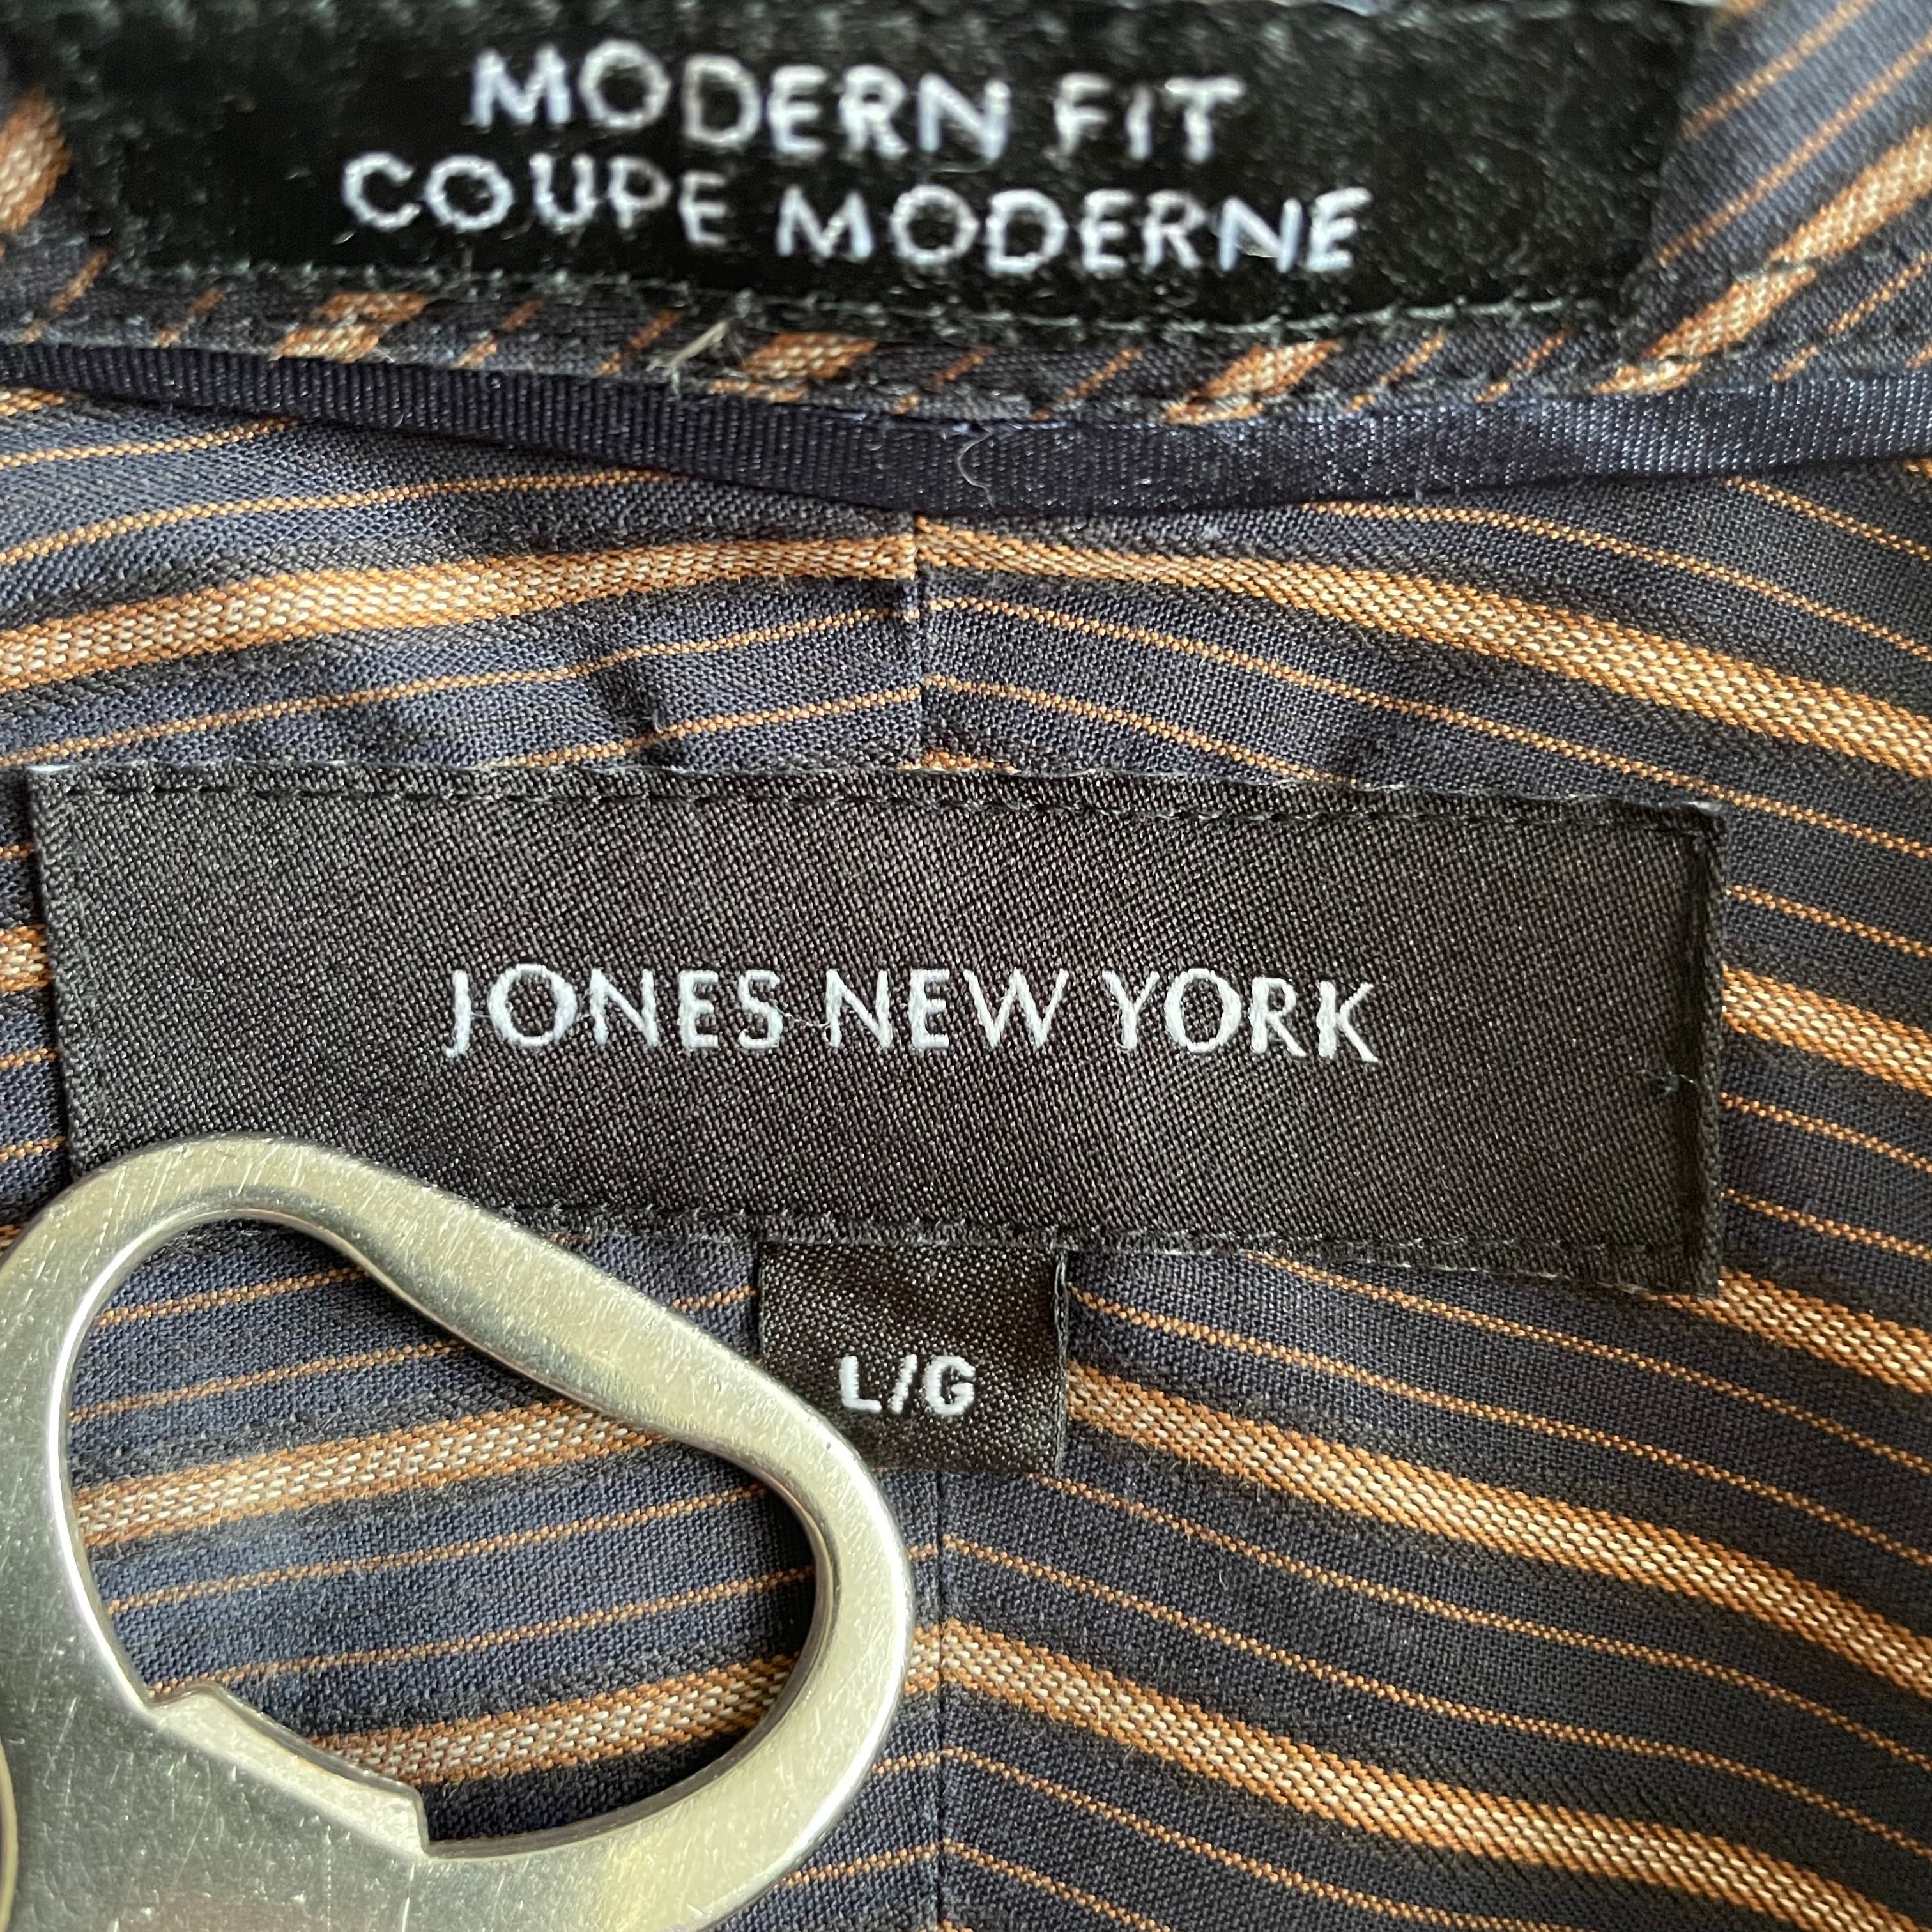 MODERN FIT
COUPE MODERNE
JONES NEW YORK
L/G